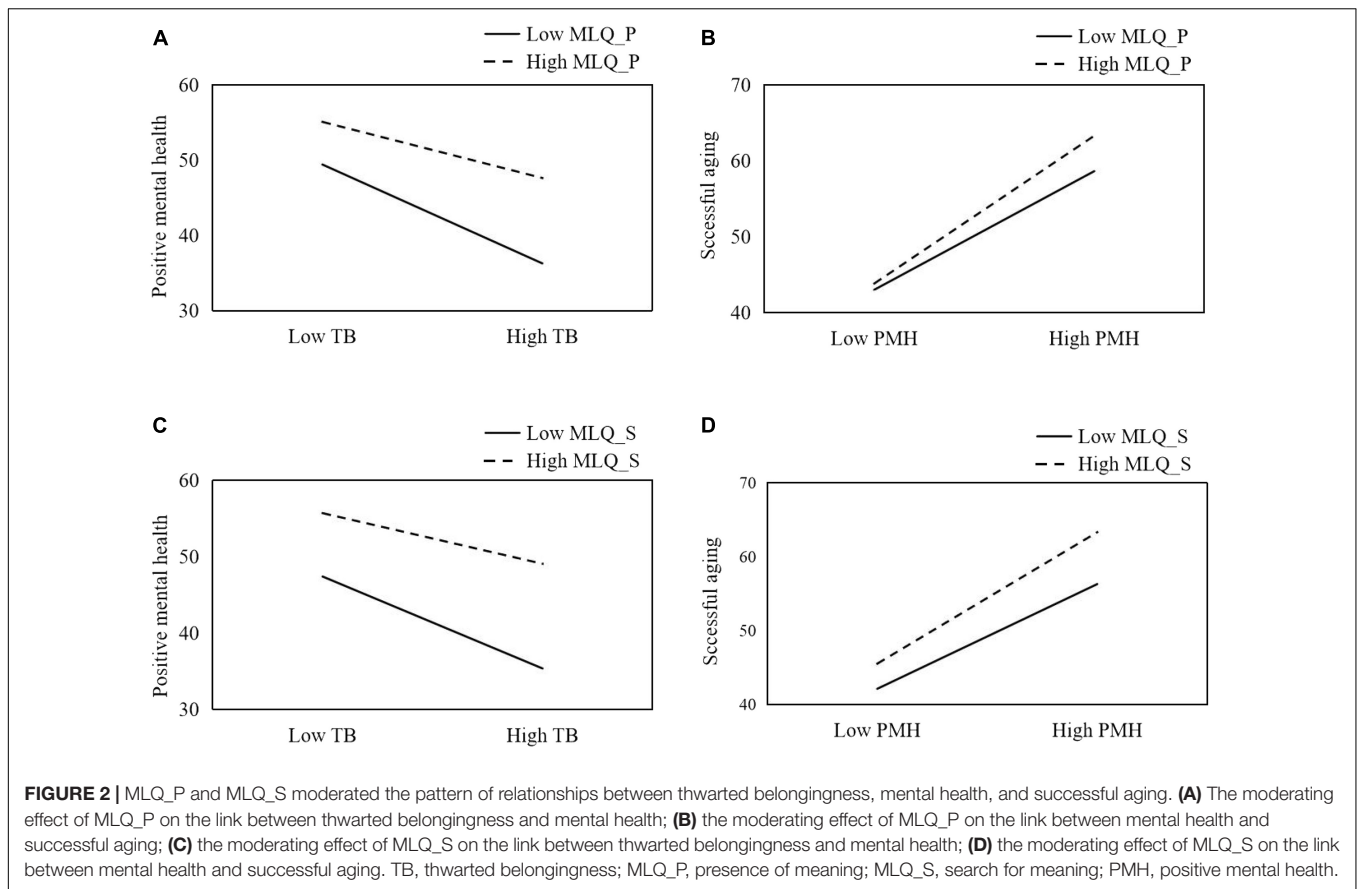 A
Low MLQ_P
High MLQ_P
60
50
40
30
Positive mental health
Low TB
High TB
B
Low MLQ_P
High MLQ_P
70
60
50
40
Sccessful aging
Low PMH
High PMH
C
Low MLQ_S
High MLQ_S
60
50
40
30
Positive mental health
Low TB
High TB
D
Low MLQ_S
High MLQ_S
70
60
50
40
Sccessful aging
Low PMH
High PMH
FIGURE 2 | MLQ_P and MLQ_S moderated the pattern of relationships between thwarted belongingness, mental health, and successful aging. (A) The moderating
effect of MLQ_P on the link between thwarted belongingness and mental health; (B) the moderating effect of MLQ_P on the link between mental health and
successful aging; (C) the moderating effect of MLQ_S on the link between thwarted belongingness and mental health; (D) the moderating effect of MLQ_S on the link
between mental health and successful aging. TB, thwarted belongingness; MLQ_P, presence of meaning; MLQ_S, search for meaning; PMH, positive mental health.